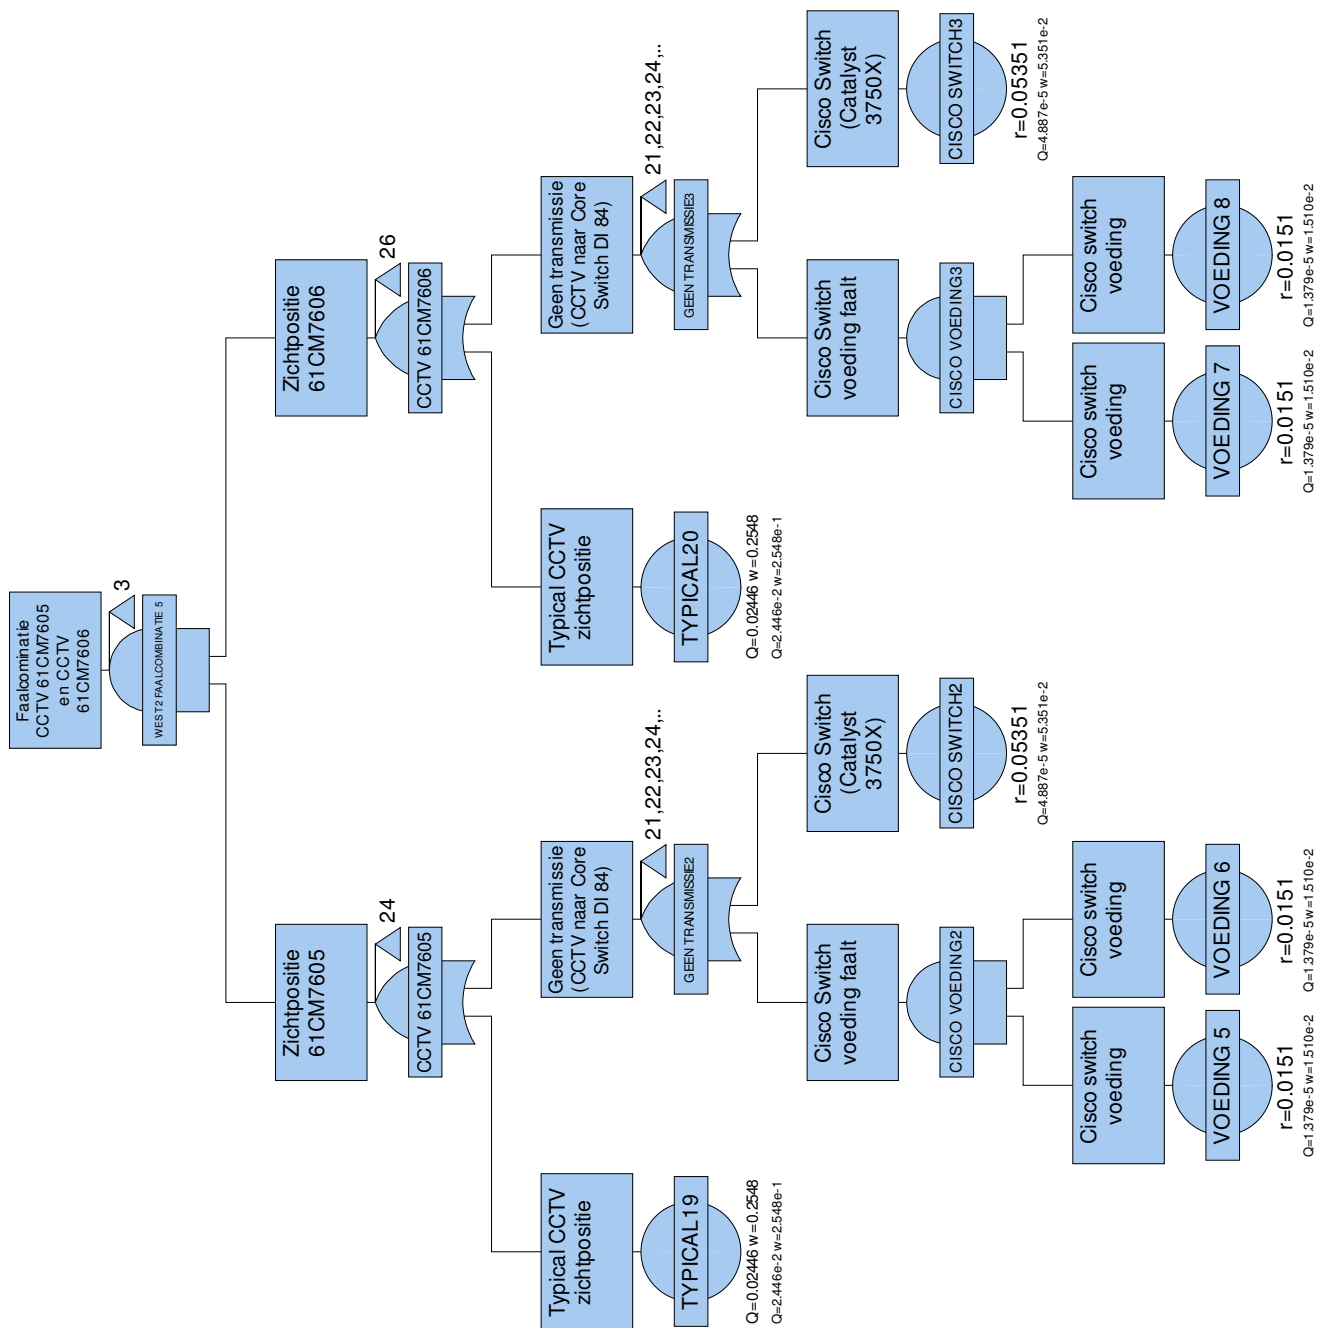 Faalcominatie
CCTV 61CM7605
en CCTV
61CM7606
3
WEST2 FAALCOMBINATIE 5
Zichtpositie
61CM7605
24
CCTV 61CM7605
Zichtpositie
61CM7606
26
CCTV 61CM7606
Typical CCTV
zichtpositie
TYPICAL19
Q=0.02446 w=0.2548
Q=2.446e-2 w=2.548e-1
Geen transmissie
(CCTV naar Core
Switch DI 84)
21,22,23,24,..
GEEN TRANSMISSIE2
Typical CCTV
zichtpositie
TYPICAL20
Q=0.02446 w=0.2548
Q=2.446e-2 w=2.548e-1
Geen transmissie
(CCTV naar Core
Switch DI 84)
21,22,23,24,..
GEEN TRANSMISSIE3
Cisco Switch
voeding faalt
CISCO VOEDING2
Cisco Switch
(Catalyst
3750X)
CISCO SWITCH2
r=0.05351
Q=4.887e-5 w=5.351e-2
Cisco Switch
voeding faalt
CISCO VOEDING3
Cisco Switch
(Catalyst
3750X)
CISCO SWITCH3
r=0.05351
Q=4.887e-5 w=5.351e-2
Cisco switch
voeding
VOEDING 5
r=0.0151
Q=1.379e-5 w=1.510e-2
Cisco switch
voeding
VOEDING 6
r=0.0151
Q=1.379e-5 w=1.510e-2
Cisco switch
voeding
VOEDING 7
r=0.0151
Q=1.379e-5 w=1.510e-2
Cisco switch
voeding
VOEDING 8
r=0.0151
Q=1.379e-5 w=1.510e-2